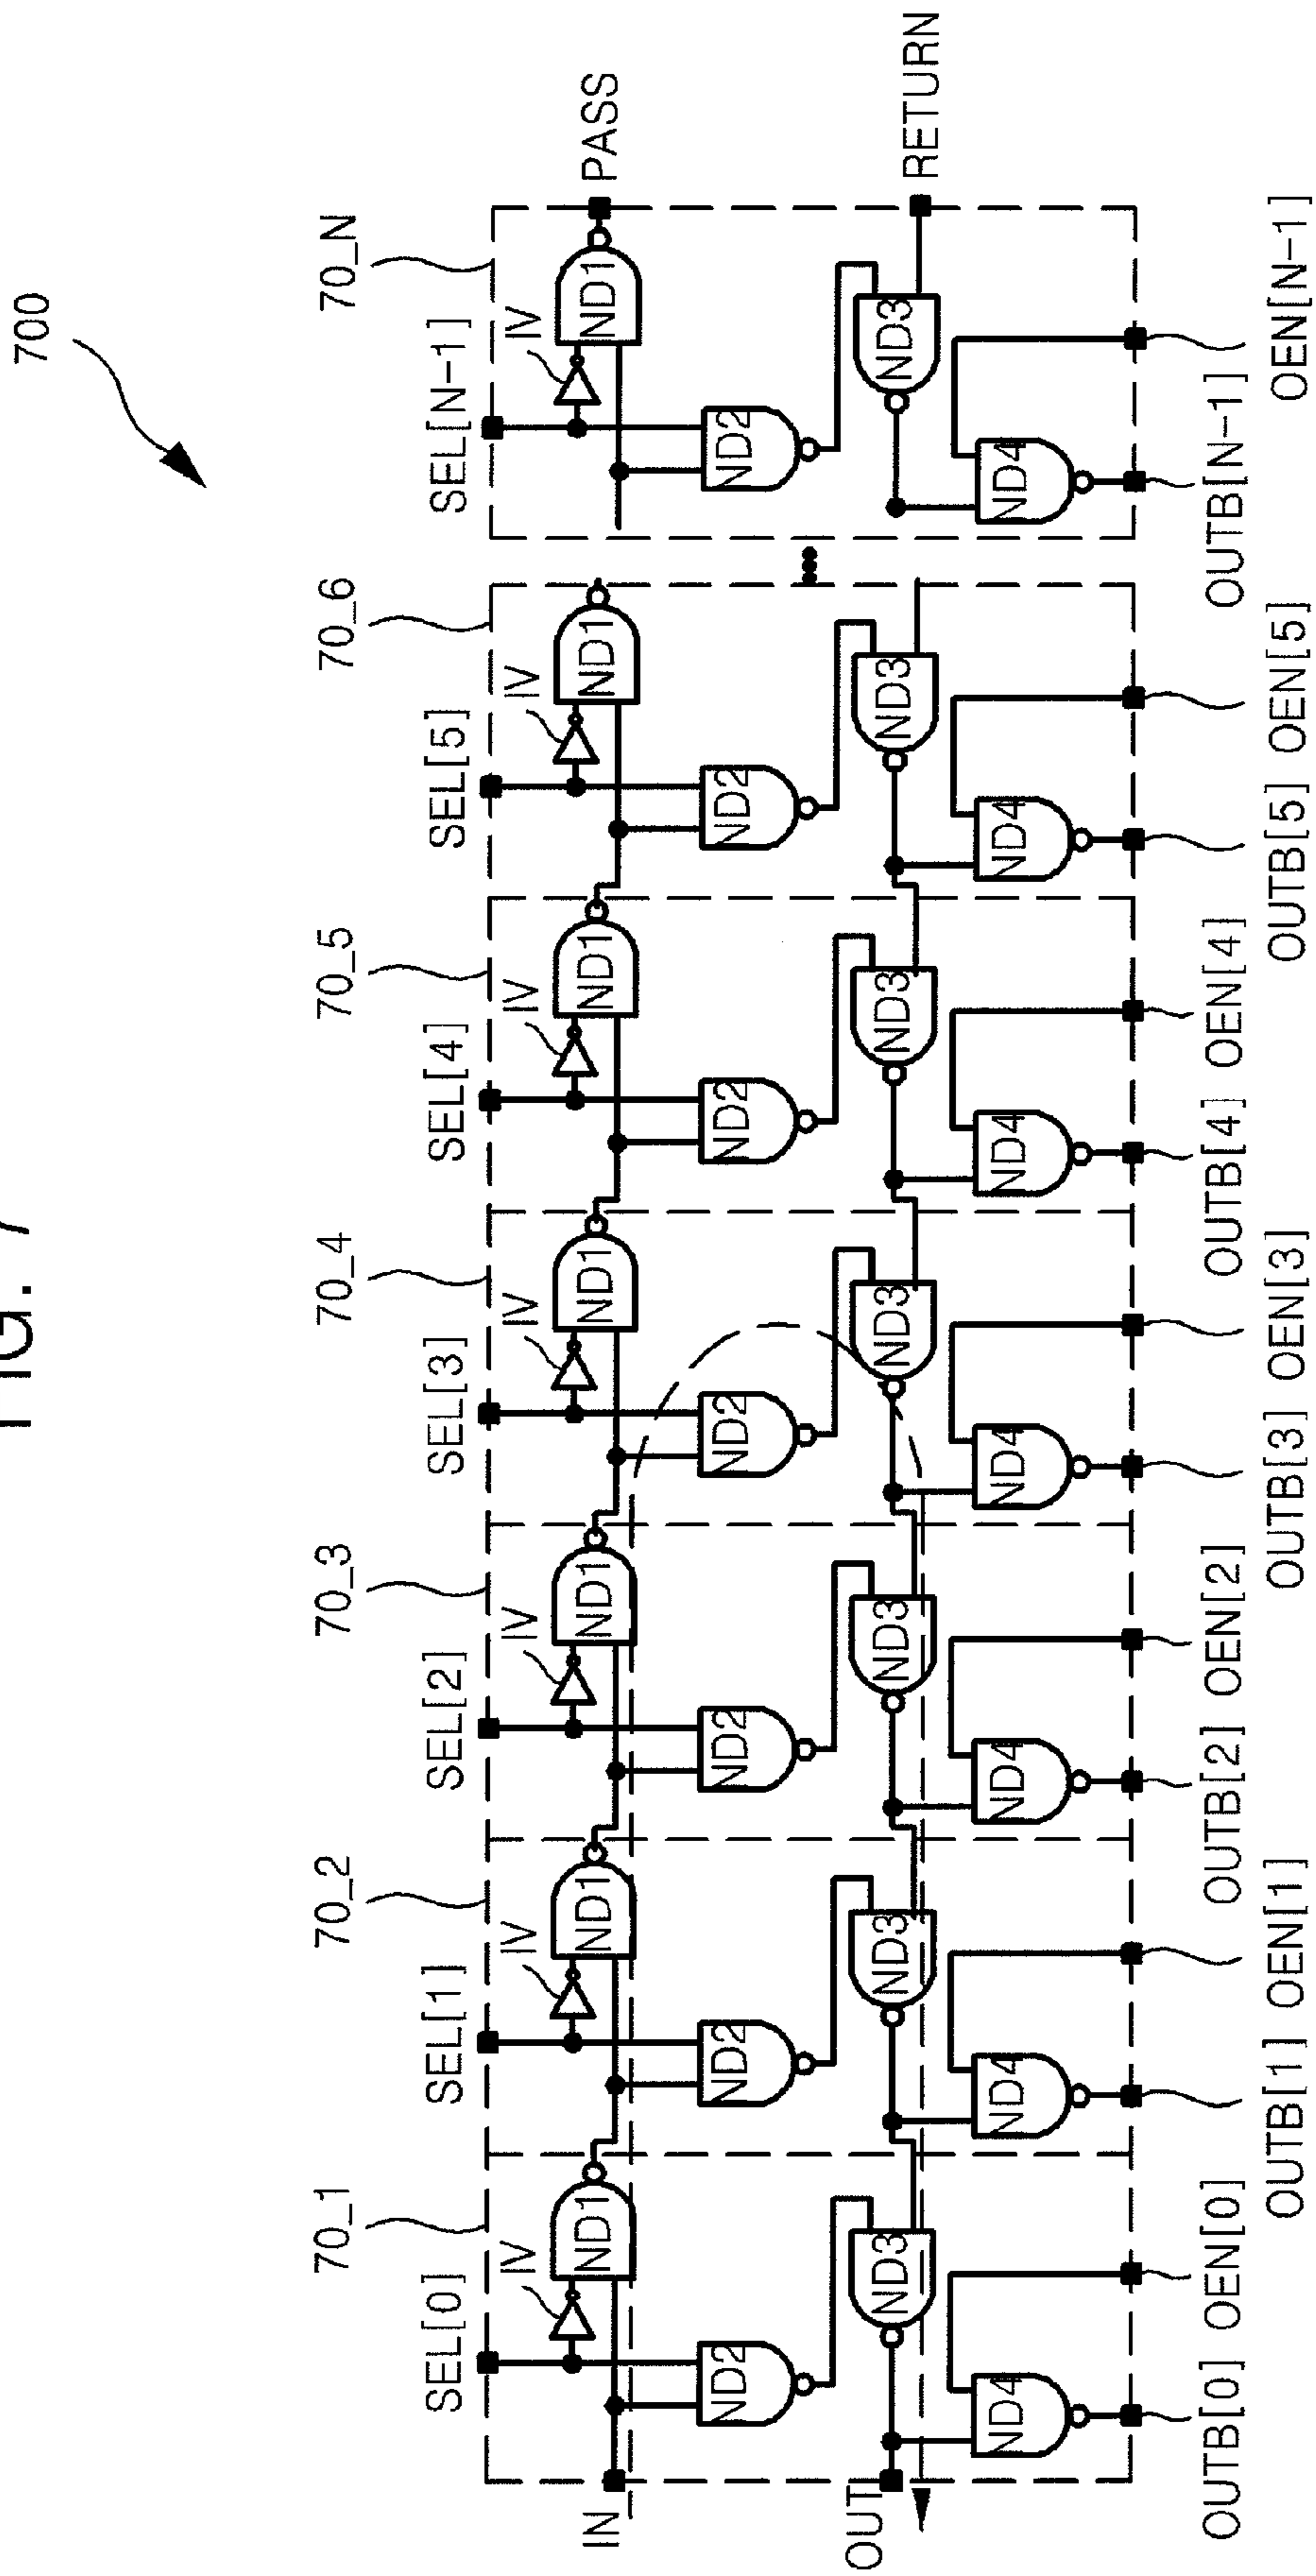 FIG. 7
700
70_1 70_2 70_3 70_4 70_5 70_6 70_N
SEL[0] SEL[1] SEL[2] SEL[3] SEL[4] SEL[5] SEL[N-1]
IV IV IV IV IV IV IV
ND1 ND1 ND1 ND1 ND1 ND1 ND1
PASS
IN
ND2 ND2 ND2 ND2 ND2 ND2 ND2
ND3 ND3 ND3 ND3 ND3 ND3 ND3
RETURN
OUT
ND4 ND4 ND4 ND4 ND4 ND4 ND4
OUTB[0] OEN[0] OUTB[2] OEN[2] OUTB[4] OEN[4] OUTB[N-1]
OUTB[1] OEN[1] OUTB[3] OEN[3] OUTB[5] OEN[5] OEN[N-1]